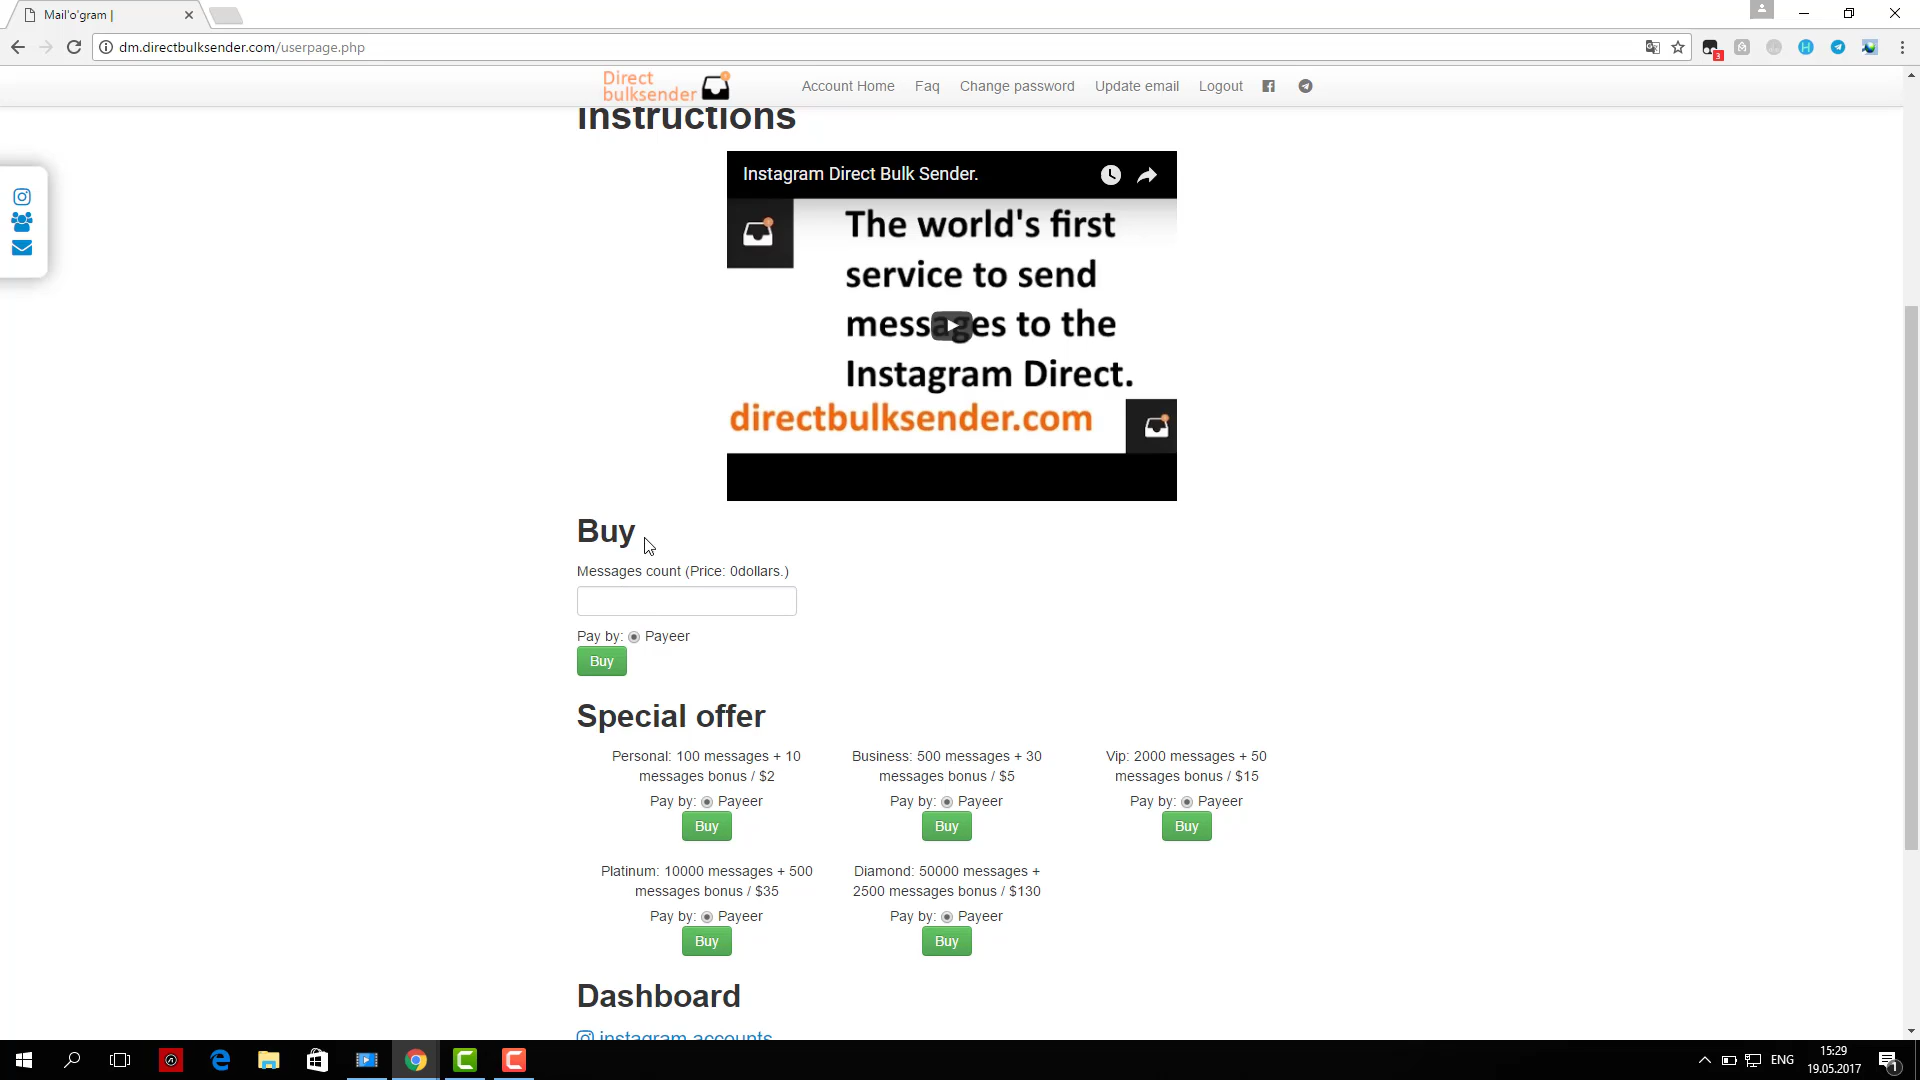 Mail'o'gram |
dm.directbulksender.com/userpage.php
3
Direct
bulksender
Account Home
Faq
Change password
Update email
Logout
Instructions
Instagram Direct Bulk Sender.
The world's first
service to send
messages to the
Instagram Direct.
directbulksender.com
Buy
Messages count (Price: 0dollars.)
Pay by: Payeer
Buy
Special offer
Personal: 100 messages + 10
messages bonus / $2
Pay by: Payeer
Buy
Business: 500 messages + 30
messages bonus / $5
Pay by: Payeer
Buy
Vip: 2000 messages + 50
messages bonus / $15
Pay by: Payeer
Buy
Platinum: 10000 messages + 500
messages bonus / $35
Pay by: Payeer
Buy
Diamond: 50000 messages +
2500 messages bonus / $130
Pay by: Payeer
Buy
Dashboard
instagram accounts
ENG
15:29
19.05.2017
1